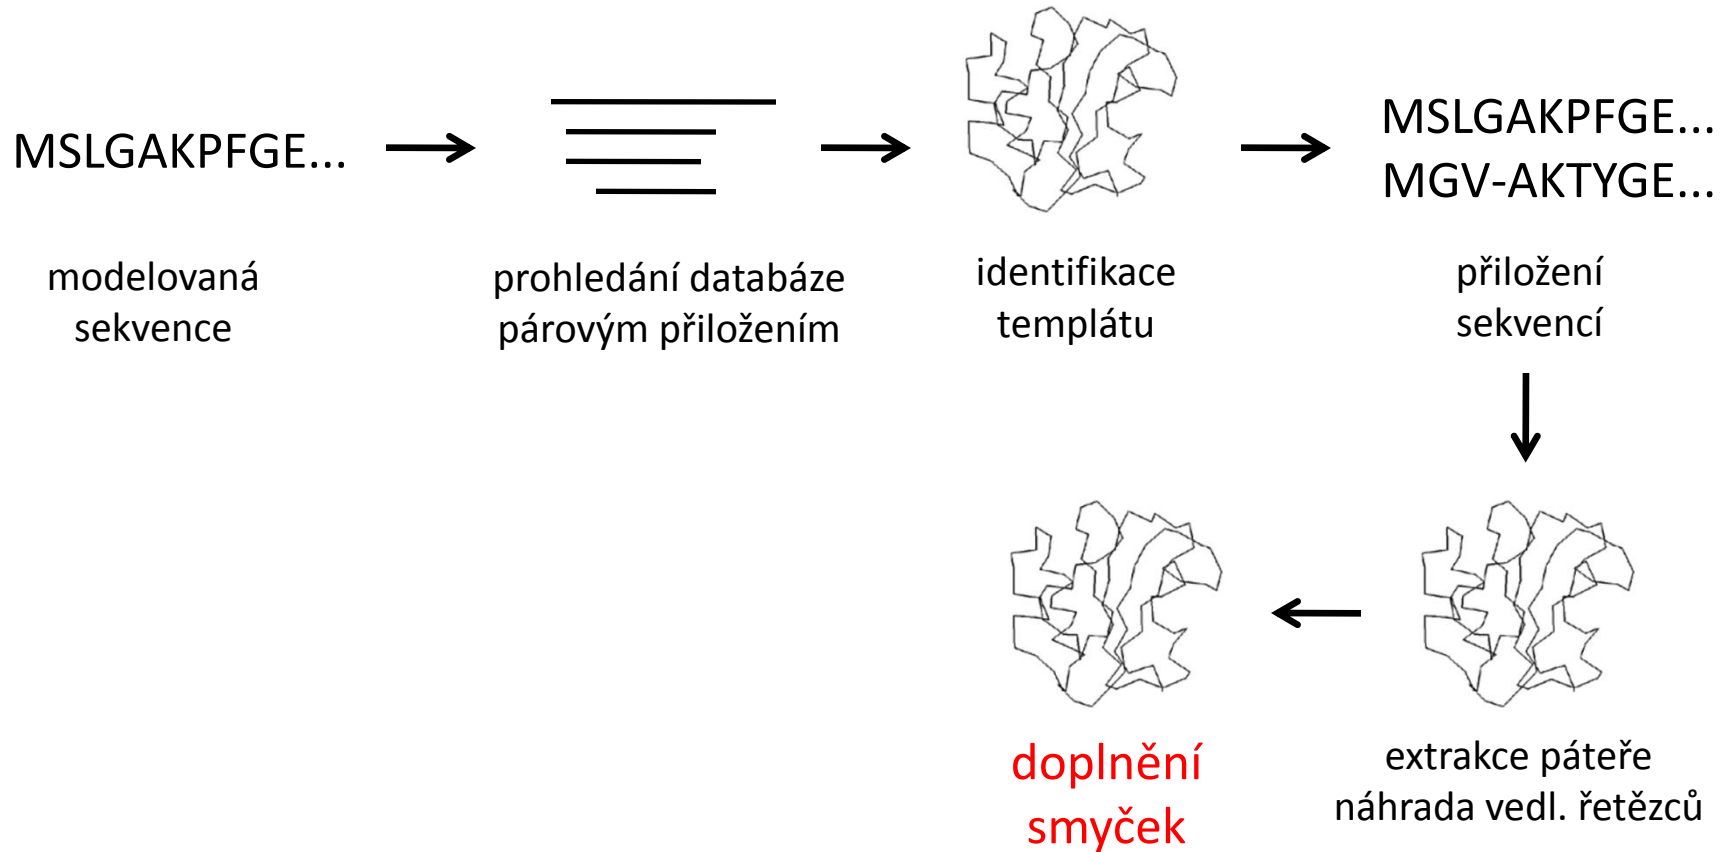 MSLGAKPFGE...
modelovaná
sekvence
prohledání databáze
párovým přiložením
identifikace
templátu
MSLGAKPFGE...
MGV-AKTYGE...
přiložení
sekvencí
extrakce páteře
náhrada vedl. řetězců
doplnění
smyček